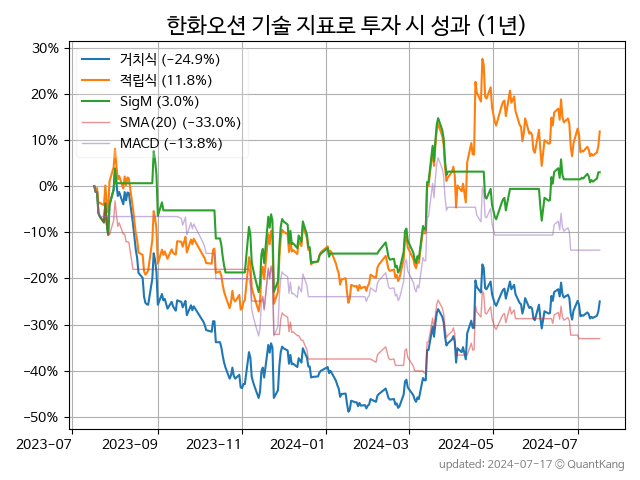 한화오션 기술 지표로 투자 시 성과 (1년)
30%
20%
10%
0%
−10%
−20%
−30%
−40%
−50%
거치식 (−24.9%)
적립식 (11.8%)
SigM (3.0%)
SMA(20) (−33.0%)
MACD (−13.8%)
2023-07 2023-09 2023-11 2024-01 2024-03 2024-05 2024-07
updated: 2024-07-17 © QuantKang